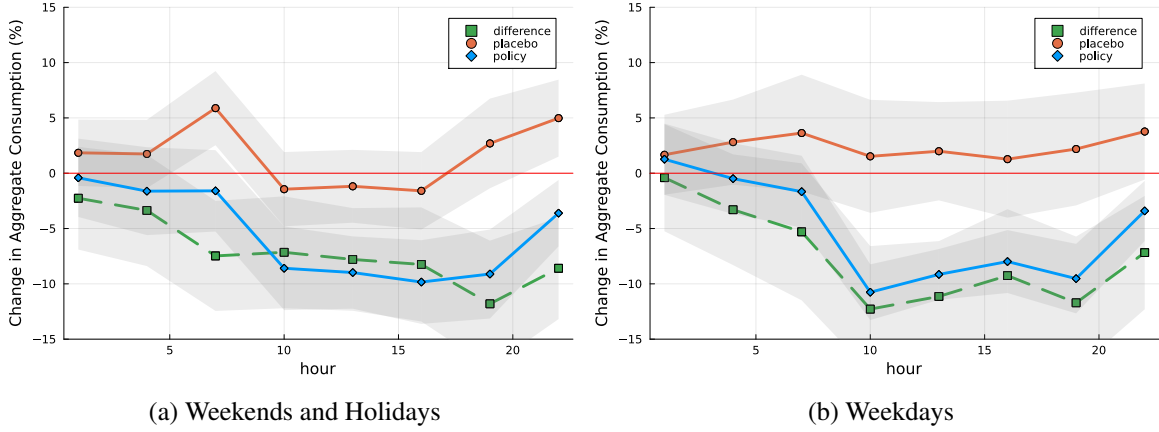 Change in Aggregate Consumption (%)
15
10
5
0
−5
−10
−15
5
10
15
20
hour
difference
placebo
policy
(a) Weekends and Holidays
Change in Aggregate Consumption (%)
15
10
5
0
−5
−10
−15
5
10
15
20
hour
difference
placebo
policy
(b) Weekdays